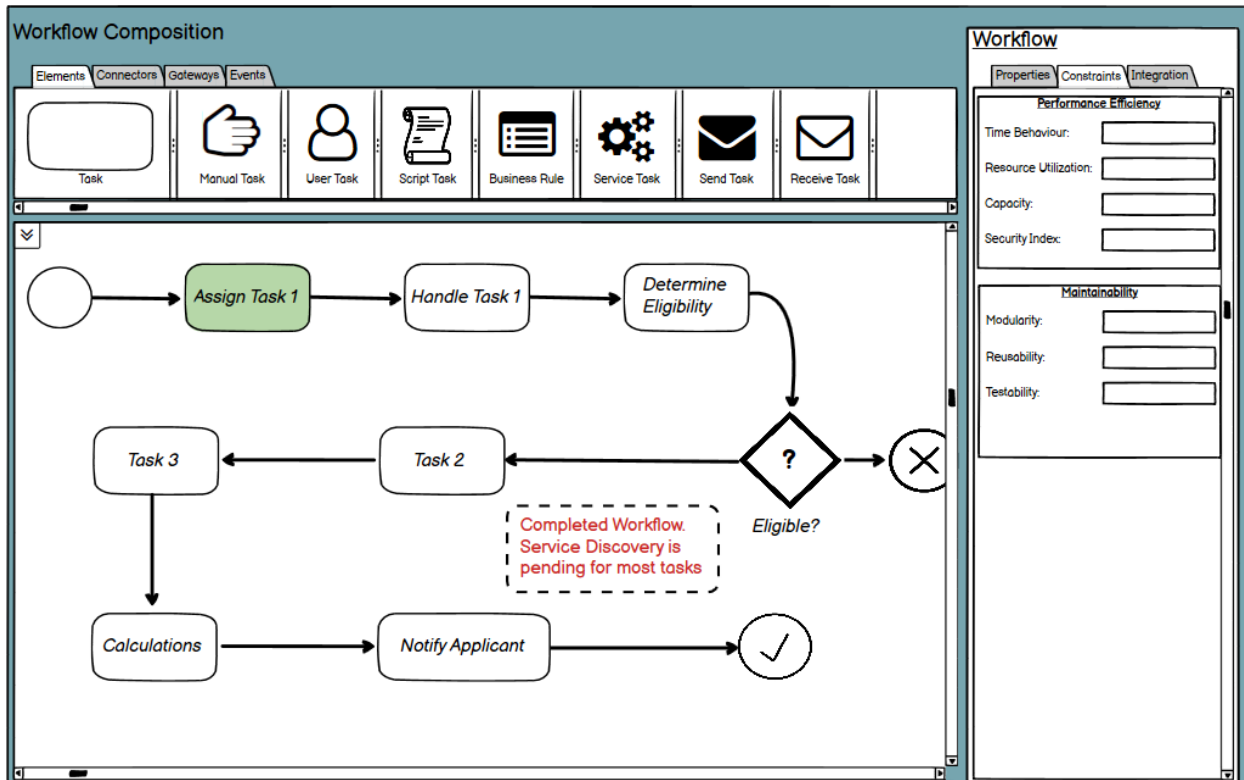 Workflow Composition
Elements Connectors Gateways Events
Task
Manual Task
User Task
Script Task
Business Rule
Service Task
Send Task
Receive Task
Assign Task 1
Handle Task 1
Determine
Eligibility
?
Eligible?
Task 2
Task 3
Completed Workflow.
Service Discovery is
pending for most tasks
Calculations
Notify Applicant
Workflow
Properties Constraints Integration
Performance Efficiency
Time Behaviour:
Resource Utilization:
Capacity:
Security Index:
Maintainability
Modularity:
Reusability:
Testability: